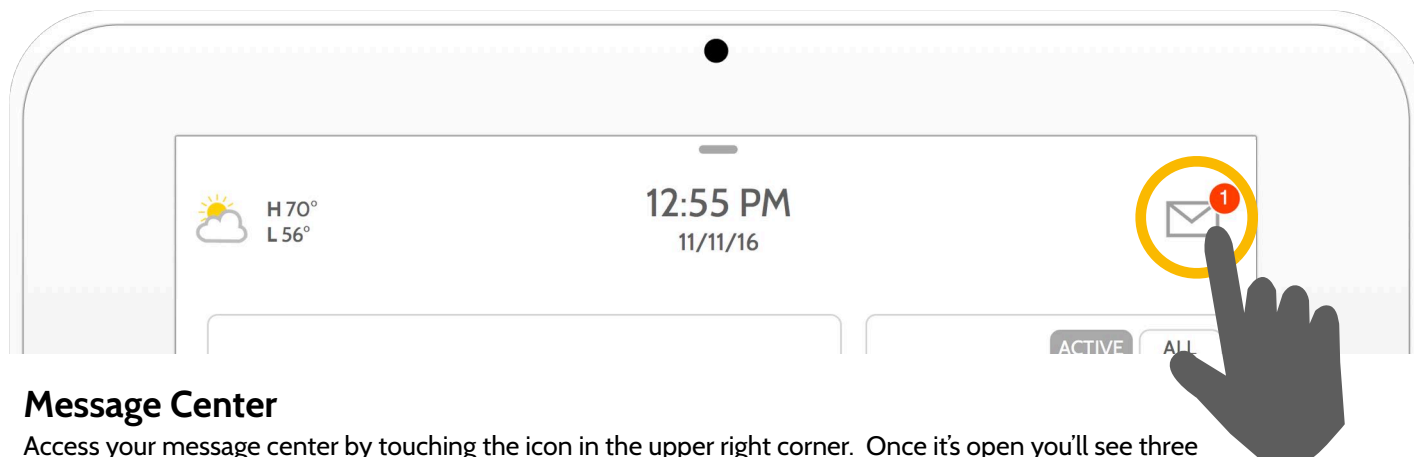 12:55 PM
11/11/16
H 70°
L 56°
1
ACTIVE ALL
Message Center
Access your message center by touching the icon in the upper right corner. Once it's open you'll see three